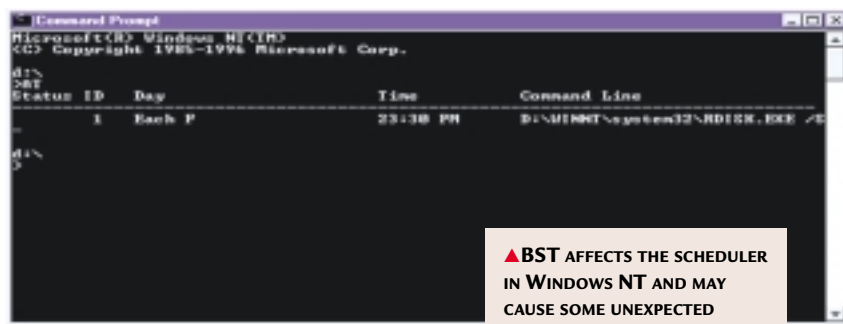 Command Prompt
Microsoft(R) Windows NT(TM)
(C) Copyright 1985-1996 Microsoft Corp.
d:\
>AT
Status ID Day Time Command Line
1 Each F 23:30 PM D:\WINNT\system32\RDISK.EXE /S
d:\
>
▲BST AFFECTS THE SCHEDULER
IN WINDOWS NT AND MAY
CAUSE SOME UNEXPECTED